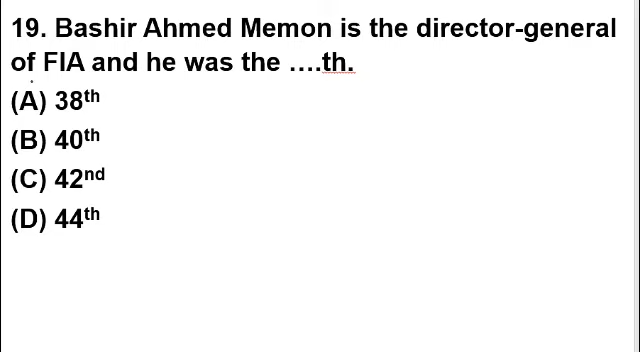 19. Bashir Ahmed Memon is the director-general
of FIA and he was the ....th.
(A) 38th
(B) 40th
(C) 42nd
(D) 44th